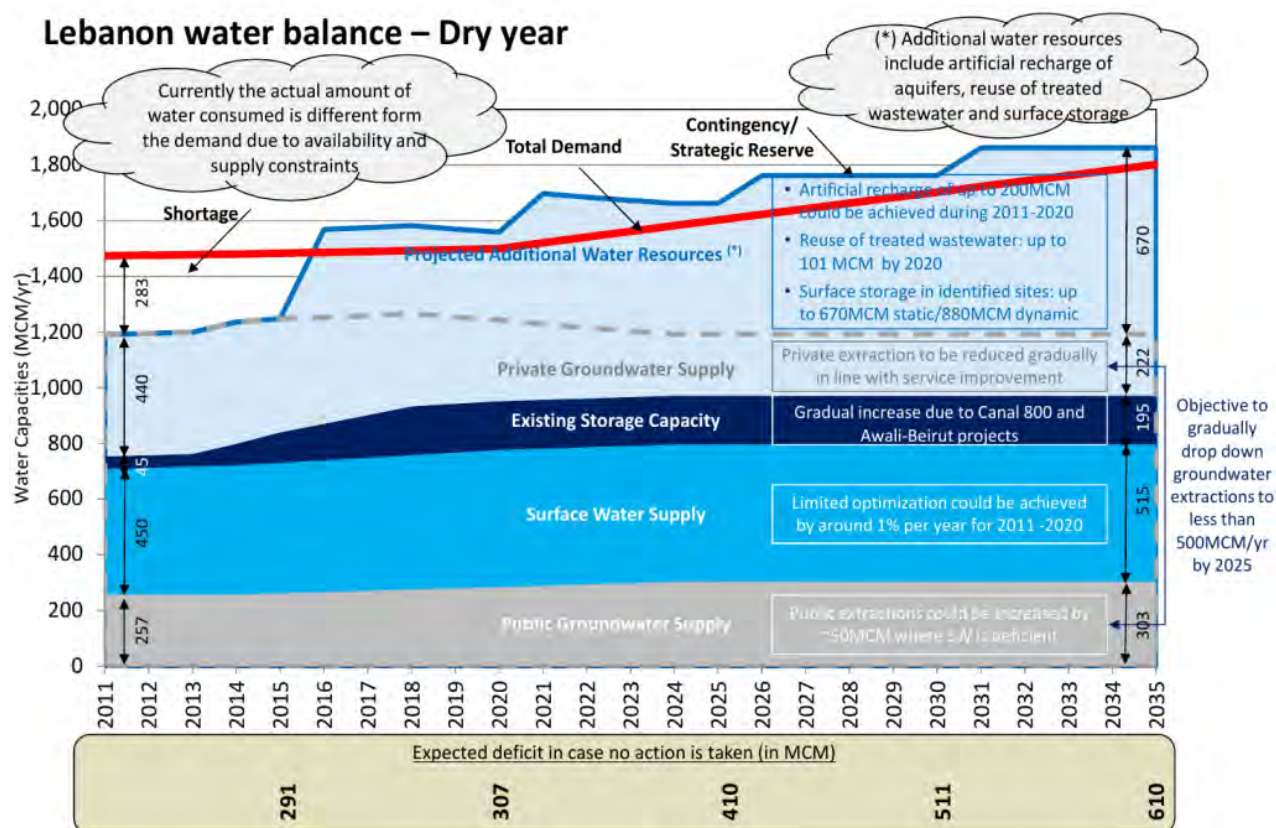 Lebanon water balance – Dry year
Currently the actual amount of
water consumed is different form
the demand due to availability and
supply constraints
(*) Additional water resources
include artificial recharge of
aquifers, reuse of treated
wastewater and surface storage
Contingency/
Strategic Reserve
Total Demand
Shortage
Water Capacities (MCM/yr)
2,000
1,800
1,600
1,400
1,200
1,000
800
600
400
200
0
283
440
45
450
257
Projected Additional Water Resources (*)
• Artificial recharge of up to 200MCM
could be achieved during 2011-2020
• Reuse of treated wastewater: up to
101 MCM by 2020
• Surface storage in identified sites: up
to 670MCM static/880MCM dynamic
Private Groundwater Supply
Private extraction to be reduced gradually
in line with service improvement
Existing Storage Capacity
Gradual increase due to Canal 800 and
Awali-Beirut projects
Surface Water Supply
Limited optimization could be achieved
by around 1% per year for 2011 -2020
Public Groundwater Supply
Public extractions could be increased by
~50MCM where SW is deficient
670
222
195
515
303
Objective to
gradually
drop down
groundwater
extractions to
less than
500MCM/yr
by 2025
2011 2012 2013 2014 2015 2016 2017 2018 2019 2020 2021 2022 2023 2024 2025 2026 2027 2028 2029 2030 2031 2032 2033 2034 2035
Expected deficit in case no action is taken (in MCM)
291 307 410 511 610